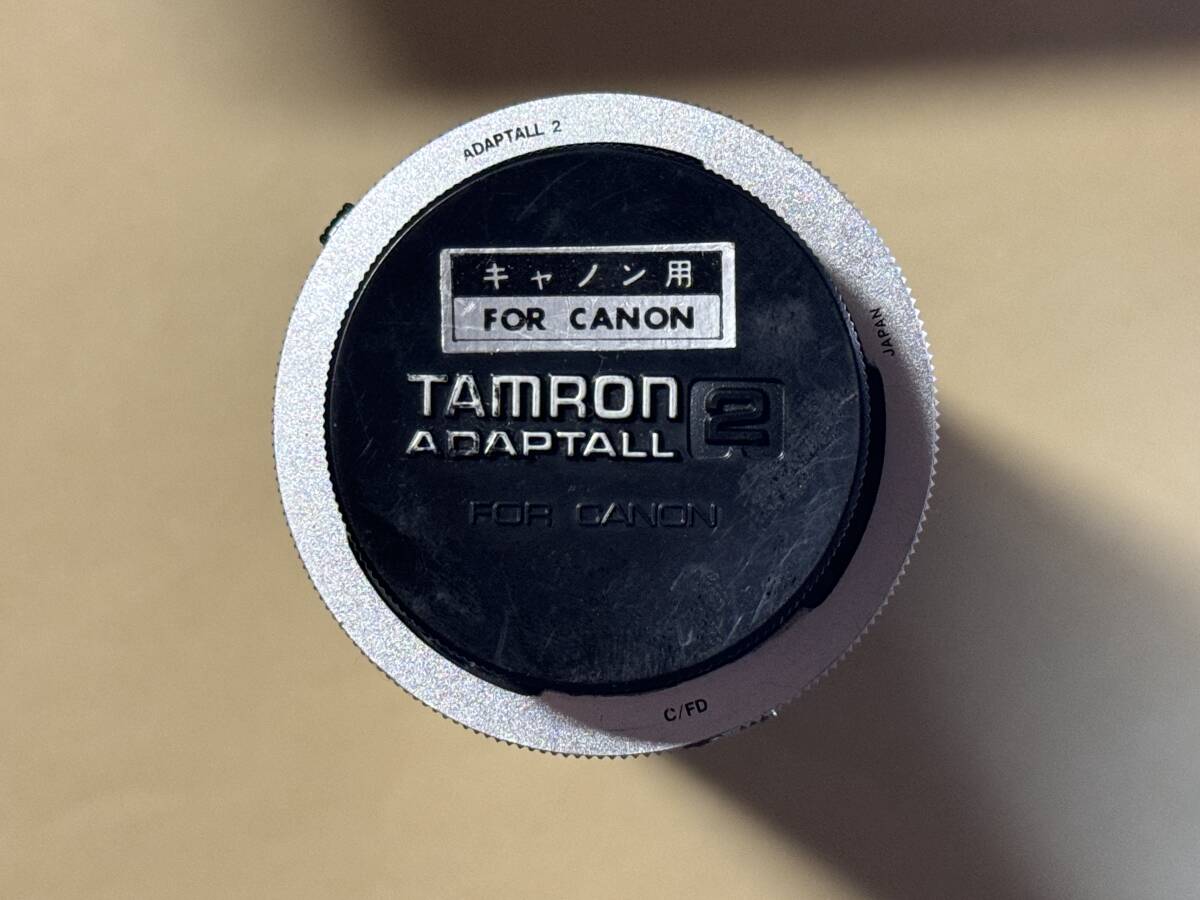 ADAPTALL 2
キャノン用
FOR CANON
TAMRON
ADAPTALL 2
FOR CANON
JAPAN
C/FD